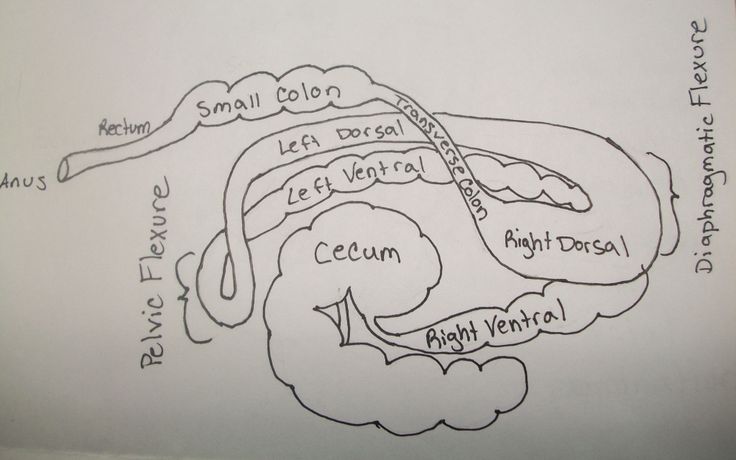 Small Colon
Rectum
Anus
Transverse Colon
Left Dorsal
Left Ventral
Cecum
Right Dorsal
Right Ventral
Pelvic Flexure
Diaphragmatic Flexure